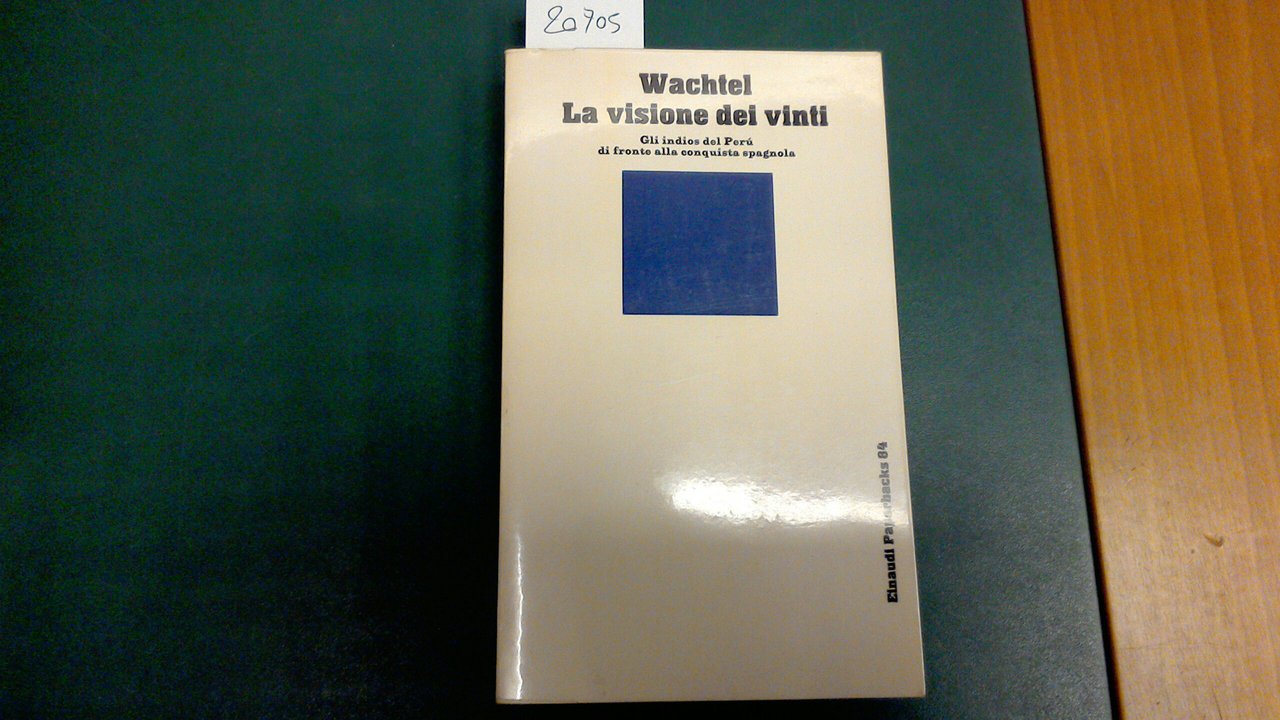 20705
Wachtel
La visione dei vinti
Gli indios del Perú
di fronte alla conquista spagnola
Einaudi Paperbacks 84